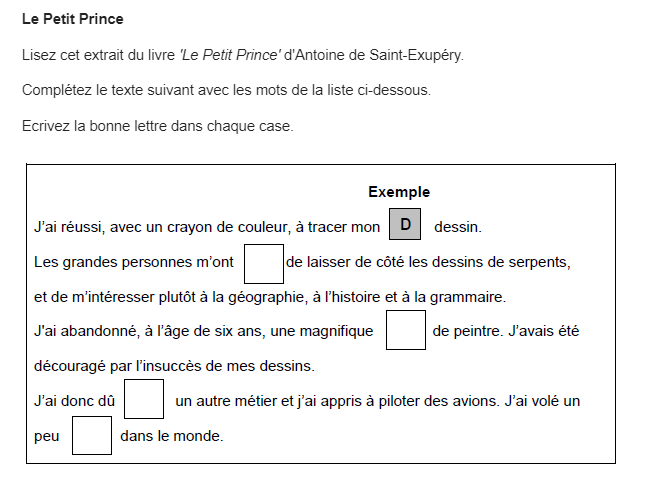 Le Petit Prince
Lisez cet extrait du livre 'Le Petit Prince' d'Antoine de Saint-Exupéry.
Complétez le texte suivant avec les mots de la liste ci-dessous.
Ecrivez la bonne lettre dans chaque case.
Exemple
J'ai réussi, avec un crayon de couleur, à tracer mon D dessin.
Les grandes personnes m'ont de laisser de côté les dessins de serpents,
et de m'intéresser plutôt à la géographie, à l'histoire et à la grammaire.
J'ai abandonné, à l'âge de six ans, une magnifique de peintre. J'avais été
découragé par l'insuccès de mes dessins.
J'ai donc dû un autre métier et j'ai appris à piloter des avions. J'ai volé un
peu dans le monde.